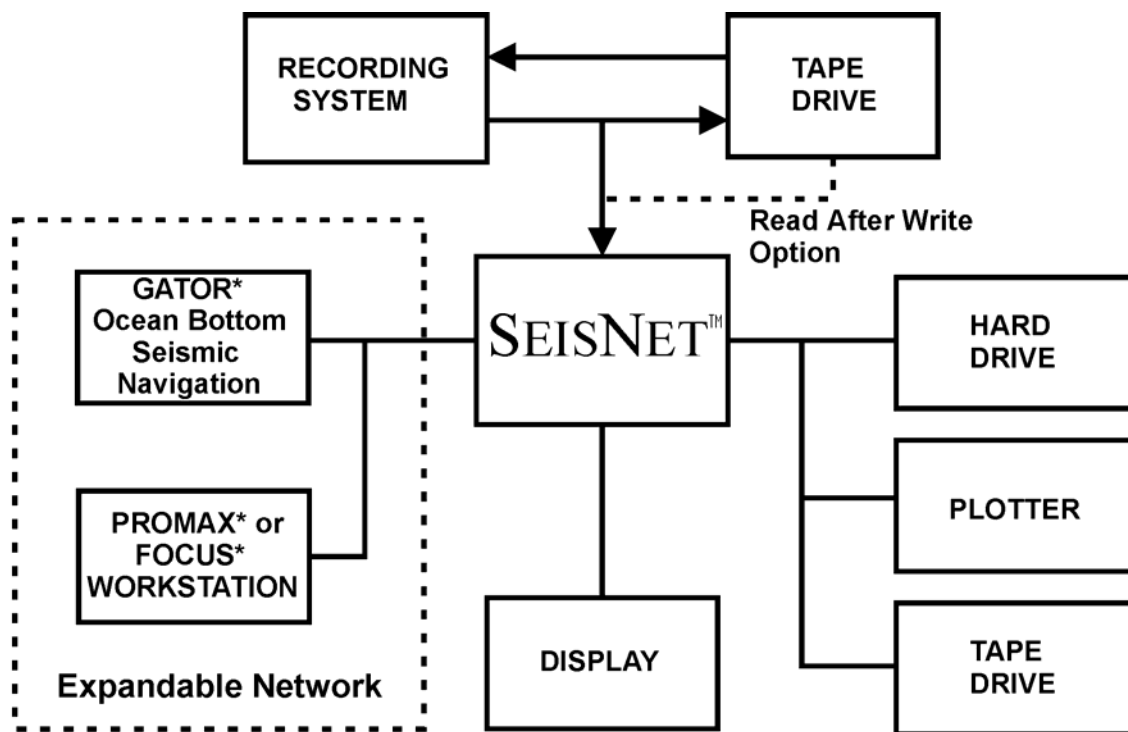 RECORDING
SYSTEM
TAPE
DRIVE
Read After Write
Option
GATOR*
Ocean Bottom
Seismic
Navigation
SEISNET™
HARD
DRIVE
PROMAX* or
FOCUS*
WORKSTATION
PLOTTER
Expandable Network
DISPLAY
TAPE
DRIVE